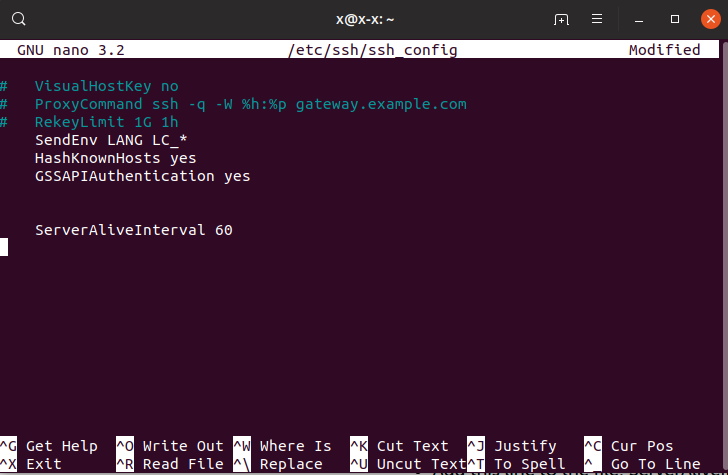 x@x-x: ~
GNU nano 3.2 /etc/ssh/ssh_config Modified
# VisualHostKey no
# ProxyCommand ssh -q -W %h:%p gateway.example.com
# RekeyLimit 1G 1h
SendEnv LANG LC_*
HashKnownHosts yes
GSSAPIAuthentication yes
ServerAliveInterval 60
^G Get Help ^O Write Out ^W Where Is ^K Cut Text ^J Justify ^C Cur Pos
^X Exit ^R Read File ^\ Replace ^U Uncut Text ^T To Spell ^_ Go To Line